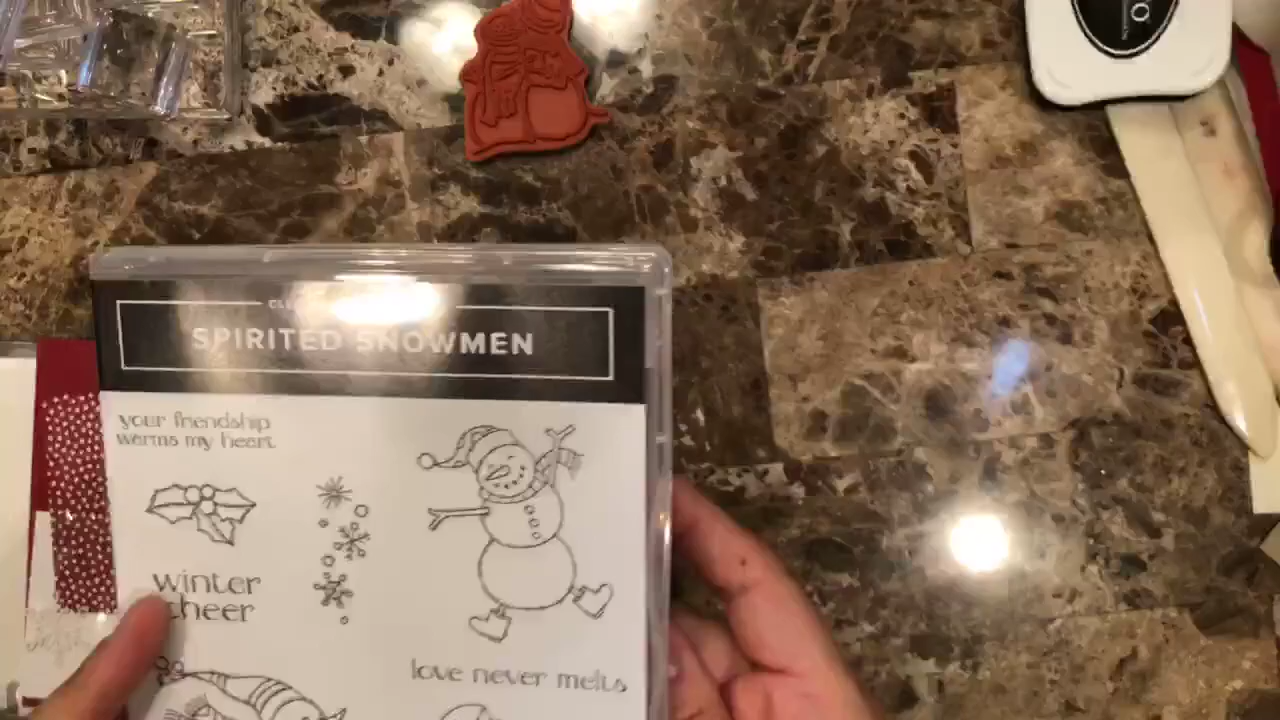 SPIRITED SNOWMEN
your friendship
warms my heart
winter
cheer
love never melts